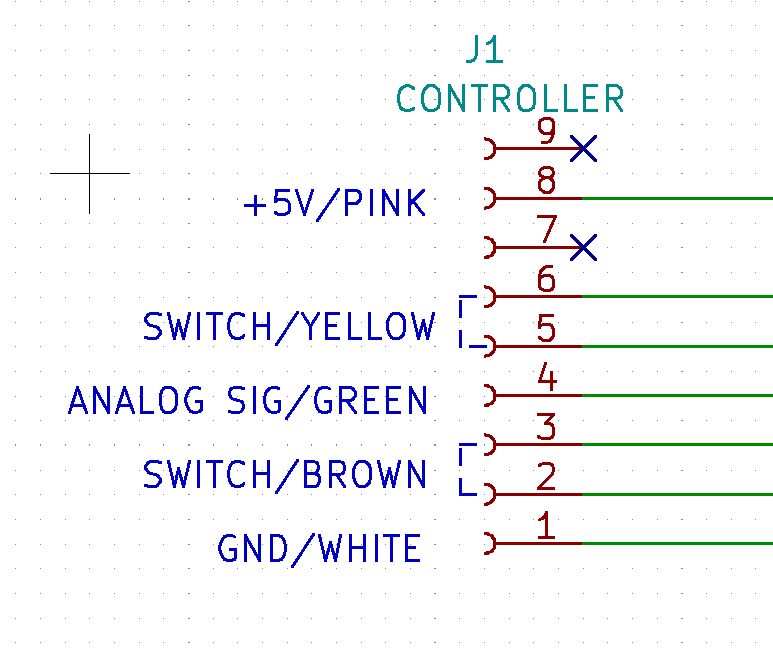 J1
CONTROLLER
9
8
+5V/PINK
7
6
SWITCH/YELLOW
5
4
ANALOG SIG/GREEN
3
SWITCH/BROWN
2
1
GND/WHITE